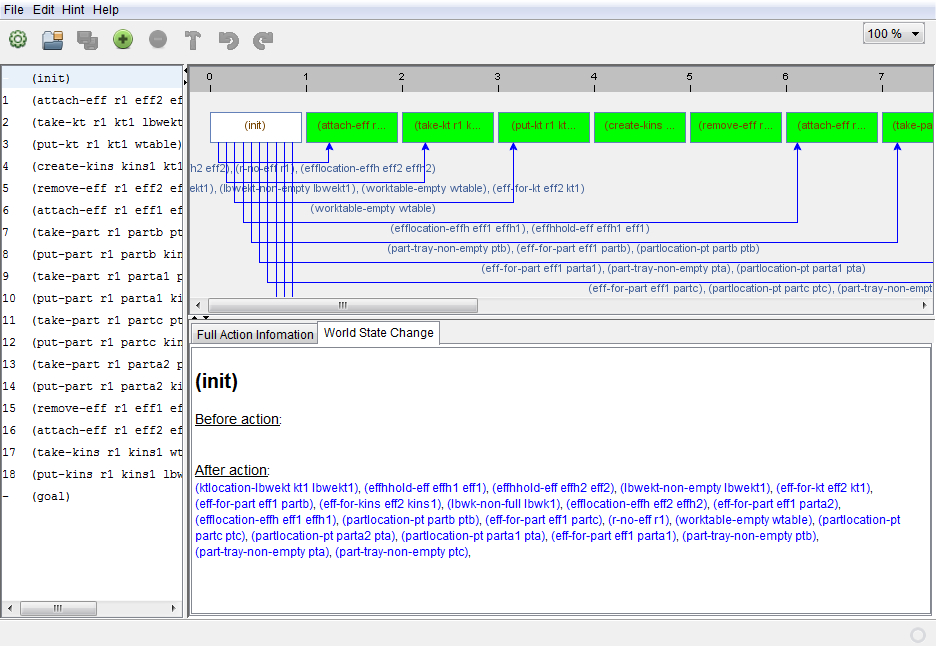 File Edit Hint Help
100 %
(init)
1 (attach-eff r1 eff2 ef
2 (take-kt r1 kt1 lbwekt
3 (put-kt r1 kt1 wtable)
4 (create-kins kins1 kt1
5 (remove-eff r1 eff2 ef
6 (attach-eff r1 eff1 ef
7 (take-part r1 partb pt
8 (put-part r1 partb kin
9 (take-part r1 parta1 p
10 (put-part r1 parta1 ki
11 (take-part r1 partc pt
12 (put-part r1 partc kin
13 (take-part r1 parta2 p
14 (put-part r1 parta2 ki
15 (remove-eff r1 eff1 ef
16 (attach-eff r1 eff2 ef
17 (take-kins r1 kins1 wt
18 (put-kins r1 kins1 lbw
– (goal)
0 1 2 3 4 5 6 7
(init) (attach-eff r... (take-kt r1 k... (put-kt r1 kt... (create-kins ... (remove-eff r... (attach-eff r... (take-pa
h2 eff2), (r-no-eff r1), (efflocation-effh eff2 effh2)
ekt1), (lbwekt-non-empty lbwekt1), (worktable-empty wtable), (eff-for-kt eff2 kt1)
(worktable-empty wtable)
(efflocation-effh eff1 effh1), (effhhold-eff effh1 eff1)
(part-tray-non-empty ptb), (eff-for-part eff1 partb), (partlocation-pt partb ptb)
(eff-for-part eff1 parta1), (part-tray-non-empty pta), (partlocation-pt parta1 pta)
(eff-for-part eff1 partc), (partlocation-pt partc ptc), (part-tray-non-empt
Full Action Infomation World State Change
(init)
Before action:
After action:
(ktlocation-lbwekt kt1 lbwekt1), (effhhold-eff effh1 eff1), (effhhold-eff effh2 eff2), (lbwekt-non-empty lbwekt1), (eff-for-kt eff2 kt1),
(eff-for-part eff1 partb), (eff-for-kins eff2 kins1), (lbwk-non-full lbwk1), (efflocation-effh eff2 effh2), (eff-for-part eff1 parta2),
(efflocation-effh eff1 effh1), (partlocation-pt partb ptb), (eff-for-part eff1 partc), (r-no-eff r1), (worktable-empty wtable), (partlocation-pt
partc ptc), (partlocation-pt parta2 pta), (partlocation-pt parta1 pta), (eff-for-part eff1 parta1), (part-tray-non-empty ptb),
(part-tray-non-empty pta), (part-tray-non-empty ptc),